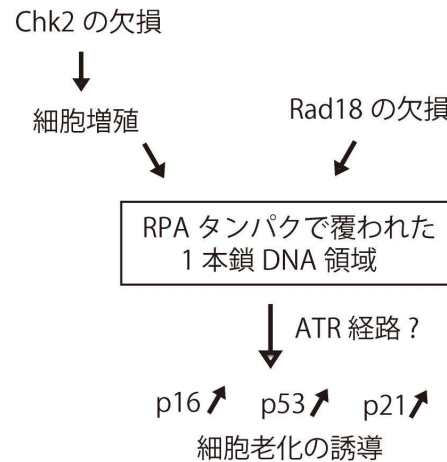 Chk2 の欠損
細胞増殖
Rad18 の欠損
RPA タンパクで覆われた
1 本鎖 DNA 領域
ATR 経路 ?
p16 p53 p21
細胞老化の誘導